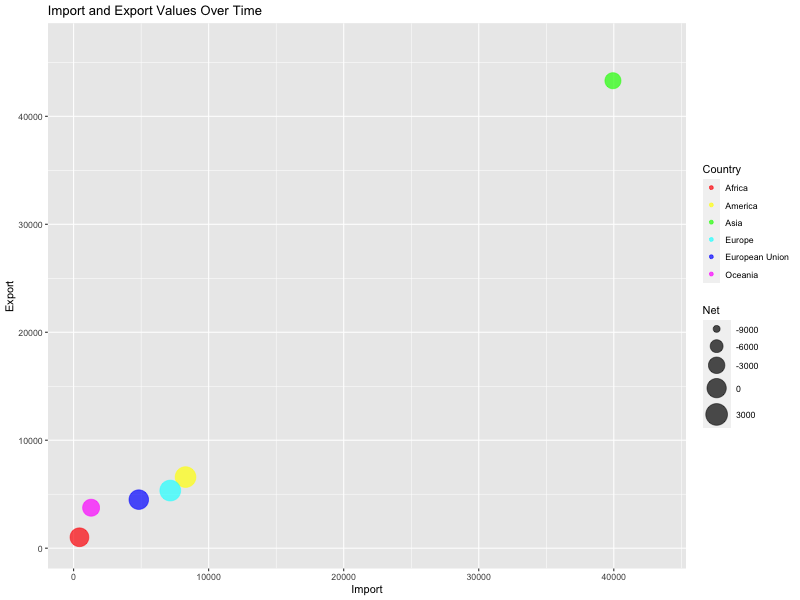 Import and Export Values Over Time
Export
40000
30000
20000
10000
0
0
10000
20000
30000
40000
Import
Country
Africa
America
Asia
Europe
European Union
Oceania
Net
-9000
-6000
-3000
0
3000